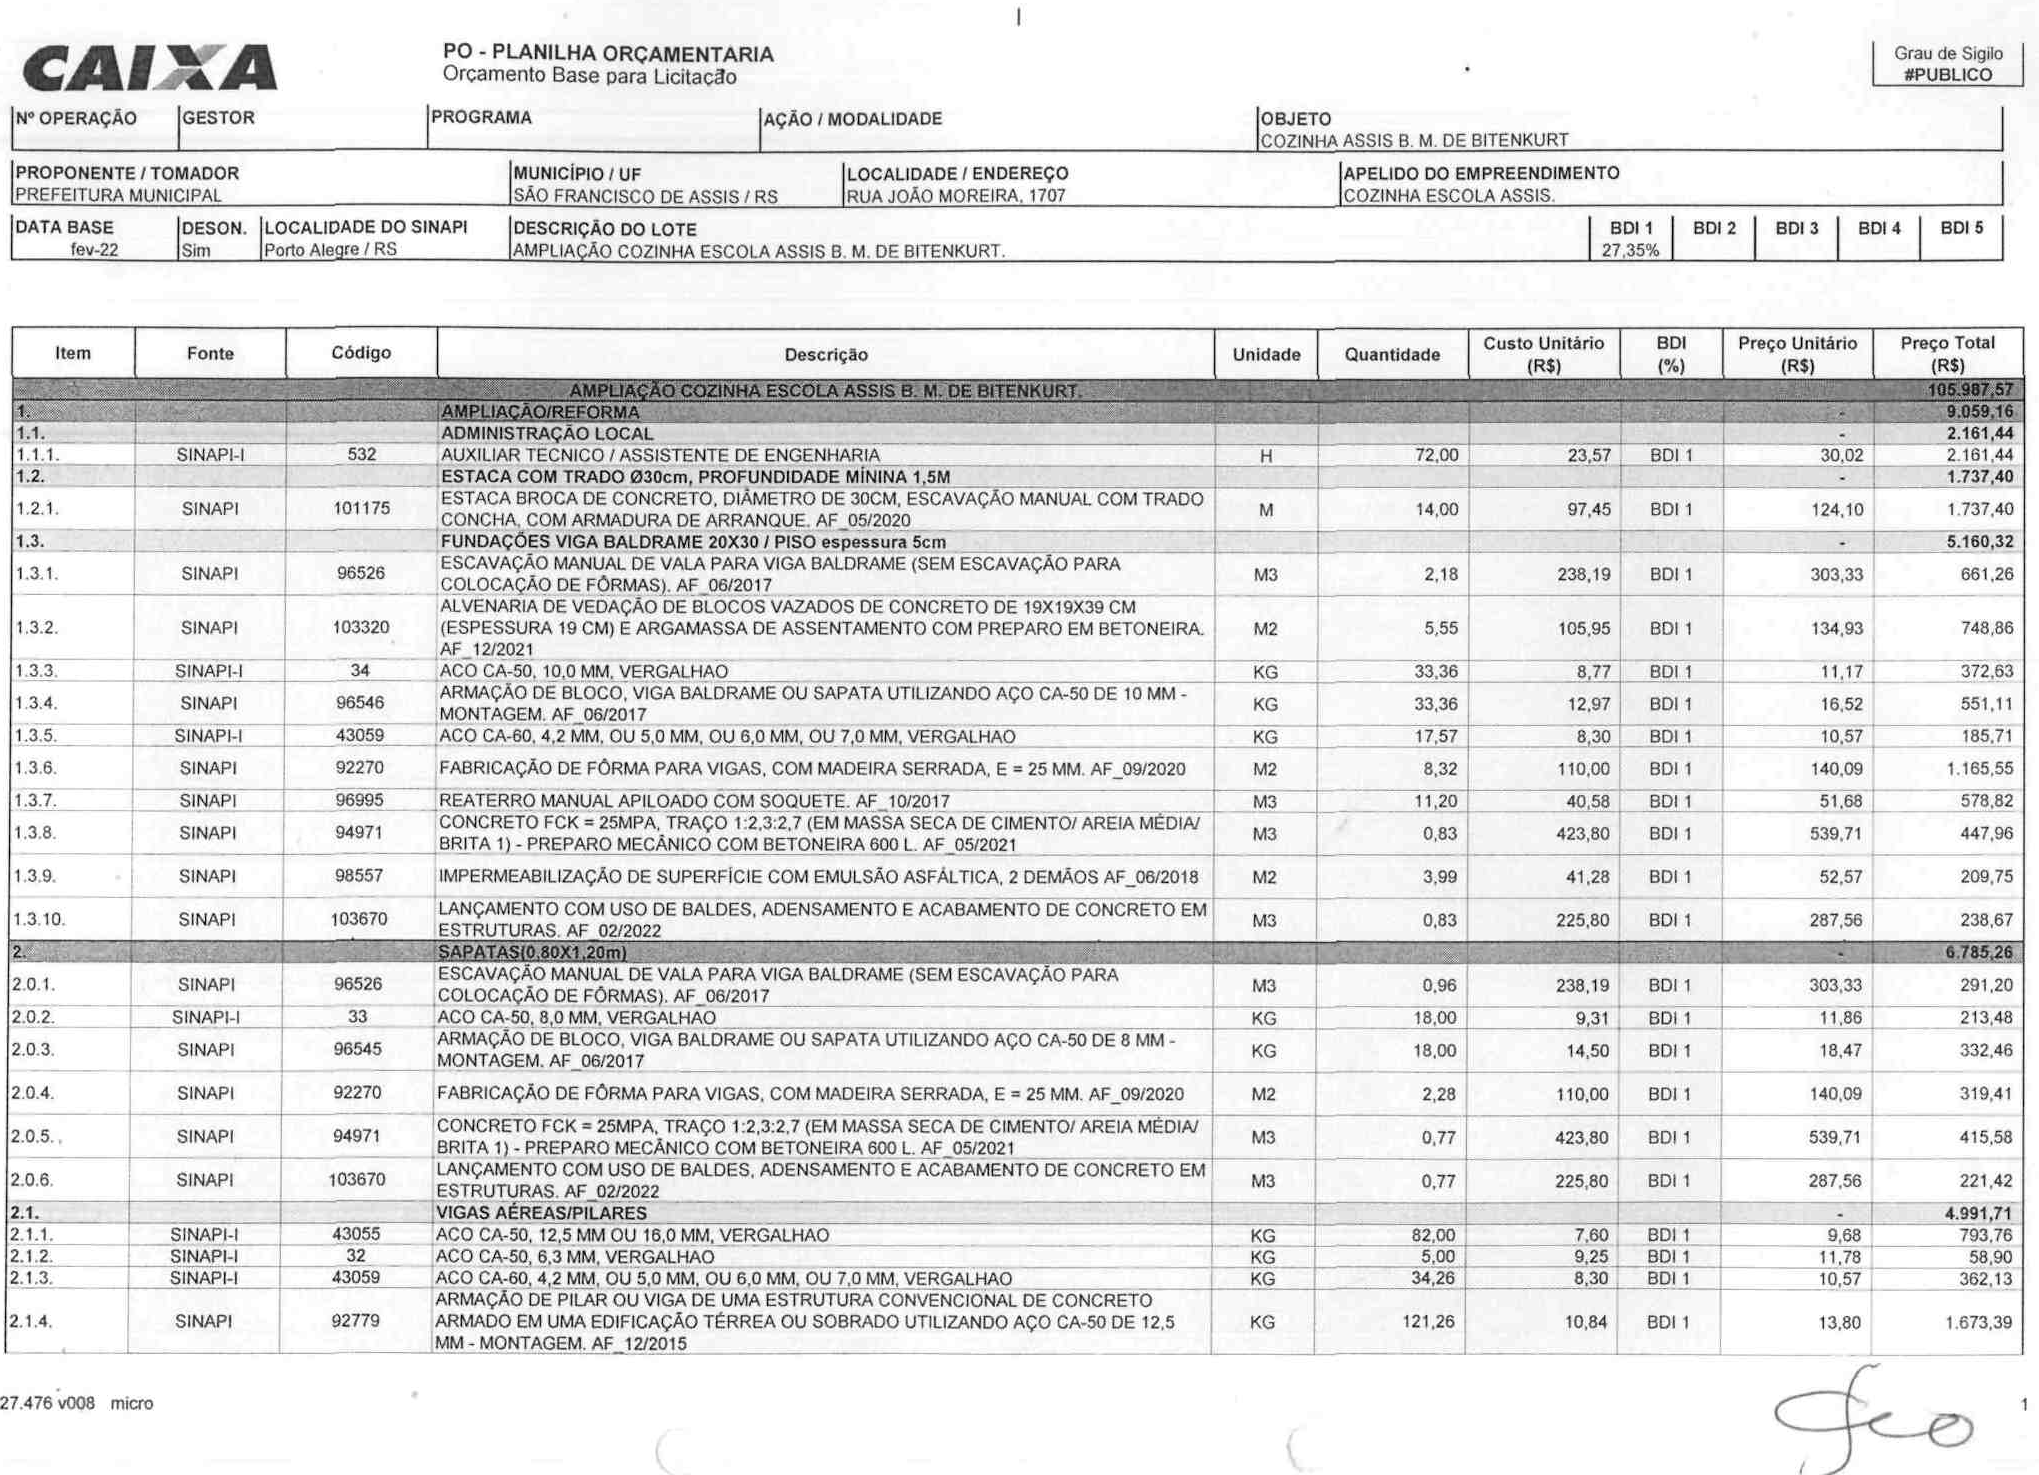 CAIXA
PO - PLANILHA ORÇAMENTARIA
Orçamento Base para Licitação
Grau de Sigilo
#PUBLICO
Nº OPERAÇÃO GESTOR PROGRAMA AÇÃO / MODALIDADE OBJETO
COZINHA ASSIS B. M. DE BITENKURT
PROPONENTE / TOMADOR MUNICÍPIO / UF LOCALIDADE / ENDEREÇO APELIDO DO EMPREENDIMENTO
PREFEITURA MUNICIPAL SÃO FRANCISCO DE ASSIS / RS RUA JOÃO MOREIRA, 1707 COZINHA ESCOLA ASSIS.
DATA BASE DESON. LOCALIDADE DO SINAPI DESCRIÇÃO DO LOTE BDI 1 BDI 2 BDI 3 BDI 4 BDI 5
fev-22 Sim Porto Alegre / RS AMPLIAÇÃO COZINHA ESCOLA ASSIS B. M. DE BITENKURT. 27,35%
Item Fonte Código Descrição Unidade Quantidade Custo Unitário (R$) BDI (%) Preço Unitário (R$) Preço Total (R$)
AMPLIAÇÃO COZINHA ESCOLA ASSIS B. M. DE BITENKURT. 105.987,57
1. AMPLIAÇÃO/REFORMA - 9.059,16
1.1. ADMINISTRAÇÃO LOCAL - 2.161,44
1.1.1. SINAPI-I 532 AUXILIAR TECNICO / ASSISTENTE DE ENGENHARIA H 72,00 23,57 BDI 1 30,02 2.161,44
1.2. ESTACA COM TRADO Ø30cm, PROFUNDIDADE MÍNINA 1,5M - 1.737,40
1.2.1. SINAPI 101175 ESTACA BROCA DE CONCRETO, DIÂMETRO DE 30CM, ESCAVAÇÃO MANUAL COM TRADO
CONCHA, COM ARMADURA DE ARRANQUE. AF_05/2020 M 14,00 97,45 BDI 1 124,10 1.737,40
1.3. FUNDAÇÕES VIGA BALDRAME 20X30 / PISO espessura 5cm - 5.160,32
1.3.1. SINAPI 96526 ESCAVAÇÃO MANUAL DE VALA PARA VIGA BALDRAME (SEM ESCAVAÇÃO PARA
COLOCAÇÃO DE FÔRMAS). AF_06/2017 M3 2,18 238,19 BDI 1 303,33 661,26
ALVENARIA DE VEDAÇÃO DE BLOCOS VAZADOS DE CONCRETO DE 19X19X39 CM
1.3.2. SINAPI 103320 (ESPESSURA 19 CM) E ARGAMASSA DE ASSENTAMENTO COM PREPARO EM BETONEIRA. M2 5,55 105,95 BDI 1 134,93 748,86
AF_12/2021
1.3.3. SINAPI-I 34 ACO CA-50, 10,0 MM, VERGALHAO KG 33,36 8,77 BDI 1 11,17 372,63
1.3.4. SINAPI 96546 ARMAÇÃO DE BLOCO, VIGA BALDRAME OU SAPATA UTILIZANDO AÇO CA-50 DE 10 MM -
MONTAGEM. AF_06/2017 KG 33,36 12,97 BDI 1 16,52 551,11
1.3.5. SINAPI-I 43059 ACO CA-60, 4,2 MM, OU 5,0 MM, OU 6,0 MM, OU 7,0 MM, VERGALHAO KG 17,57 8,30 BDI 1 10,57 185,71
1.3.6. SINAPI 92270 FABRICAÇÃO DE FÔRMA PARA VIGAS, COM MADEIRA SERRADA, E = 25 MM. AF_09/2020 M2 8,32 110,00 BDI 1 140,09 1.165,55
1.3.7. SINAPI 96995 REATERRO MANUAL APILOADO COM SOQUETE. AF_10/2017 M3 11,20 40,58 BDI 1 51,68 578,82
1.3.8. SINAPI 94971 CONCRETO FCK = 25MPA, TRAÇO 1:2,3:2,7 (EM MASSA SECA DE CIMENTO/ AREIA MÉDIA/
BRITA 1) - PREPARO MECÂNICO COM BETONEIRA 600 L. AF_05/2021 M3 0,83 423,80 BDI 1 539,71 447,96
1.3.9. SINAPI 98557 IMPERMEABILIZAÇÃO DE SUPERFÍCIE COM EMULSÃO ASFÁLTICA, 2 DEMÃOS AF_06/2018 M2 3,99 41,28 BDI 1 52,57 209,75
1.3.10. SINAPI 103670 LANÇAMENTO COM USO DE BALDES, ADENSAMENTO E ACABAMENTO DE CONCRETO EM
ESTRUTURAS. AF_02/2022 M3 0,83 225,80 BDI 1 287,56 238,67
2. SAPATAS(0,80X1,20m) - 6.785,26
2.0.1. SINAPI 96526 ESCAVAÇÃO MANUAL DE VALA PARA VIGA BALDRAME (SEM ESCAVAÇÃO PARA
COLOCAÇÃO DE FÔRMAS). AF_06/2017 M3 0,96 238,19 BDI 1 303,33 291,20
2.0.2. SINAPI-I 33 ACO CA-50, 8,0 MM, VERGALHAO KG 18,00 9,31 BDI 1 11,86 213,48
2.0.3. SINAPI 96545 ARMAÇÃO DE BLOCO, VIGA BALDRAME OU SAPATA UTILIZANDO AÇO CA-50 DE 8 MM -
MONTAGEM. AF_06/2017 KG 18,00 14,50 BDI 1 18,47 332,46
2.0.4. SINAPI 92270 FABRICAÇÃO DE FÔRMA PARA VIGAS, COM MADEIRA SERRADA, E = 25 MM. AF_09/2020 M2 2,28 110,00 BDI 1 140,09 319,41
2.0.5. SINAPI 94971 CONCRETO FCK = 25MPA, TRAÇO 1:2,3:2,7 (EM MASSA SECA DE CIMENTO/ AREIA MÉDIA/
BRITA 1) - PREPARO MECÂNICO COM BETONEIRA 600 L. AF_05/2021 M3 0,77 423,80 BDI 1 539,71 415,58
2.0.6. SINAPI 103670 LANÇAMENTO COM USO DE BALDES, ADENSAMENTO E ACABAMENTO DE CONCRETO EM
ESTRUTURAS. AF_02/2022 M3 0,77 225,80 BDI 1 287,56 221,42
2.1. VIGAS AÉREAS/PILARES - 4.991,71
2.1.1. SINAPI-I 43055 ACO CA-50, 12,5 MM OU 16,0 MM, VERGALHAO KG 82,00 7,60 BDI 1 9,68 793,76
2.1.2. SINAPI-I 32 ACO CA-50, 6,3 MM, VERGALHAO KG 5,00 9,25 BDI 1 11,78 58,90
2.1.3. SINAPI-I 43059 ACO CA-60, 4,2 MM, OU 5,0 MM, OU 6,0 MM, OU 7,0 MM, VERGALHAO KG 34,26 8,30 BDI 1 10,57 362,13
ARMAÇÃO DE PILAR OU VIGA DE UMA ESTRUTURA CONVENCIONAL DE CONCRETO
2.1.4. SINAPI 92779 ARMADO EM UMA EDIFICAÇÃO TÉRREA OU SOBRADO UTILIZANDO AÇO CA-50 DE 12,5 KG 121,26 10,84 BDI 1 13,80 1.673,39
MM - MONTAGEM. AF_12/2015
27.476 v008 micro 1